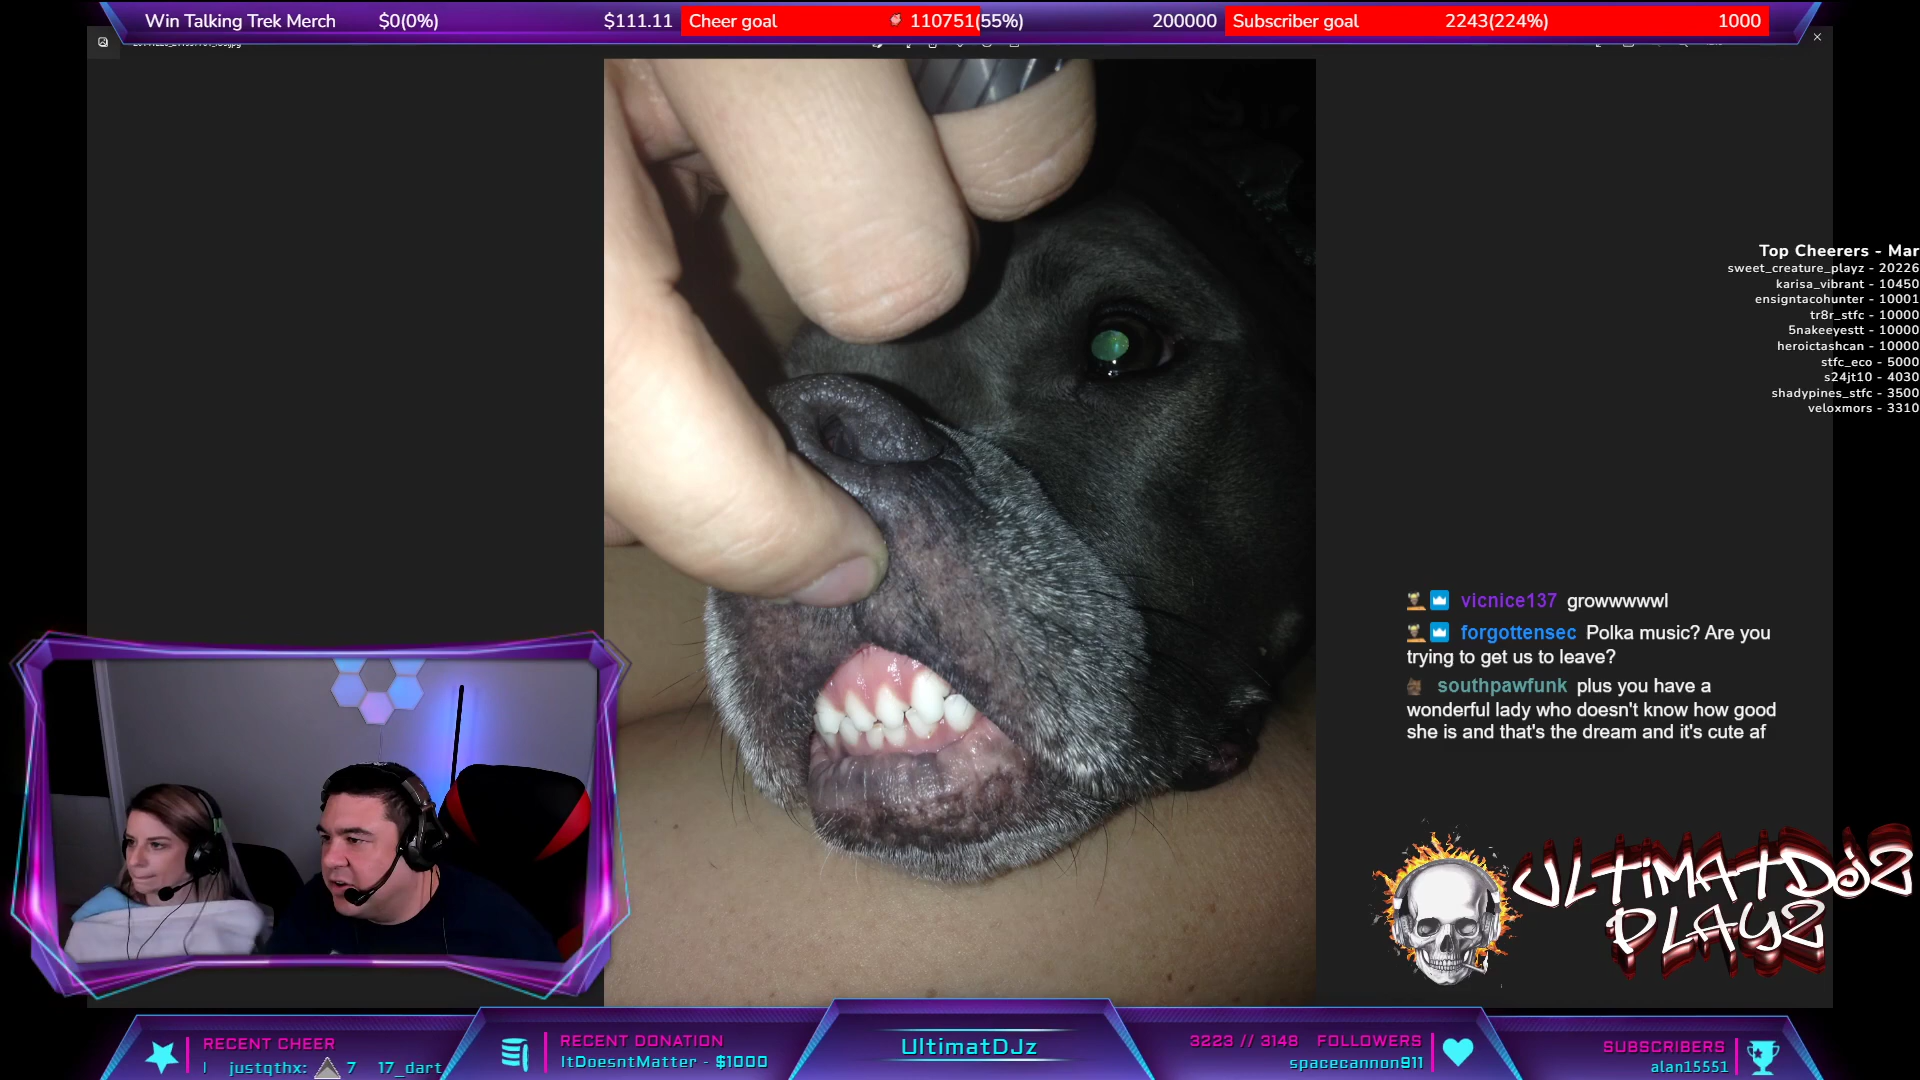 Win Talking Trek Merch $0(0%) $111.11
Cheer goal 110751(55%) 200000
Subscriber goal 2243(224%) 1000
Top Cheerers - Mar
sweet_creature_playz - 20226
karisa_vibrant - 10450
ensigntacohunter - 10001
tr8r_stfc - 10000
5nakeeyestt - 10000
heroictashcan - 10000
stfc_eco - 5000
s24jt10 - 4030
shadypines_stfc - 3500
veloxmors - 3310
vicnice137 growwwwwl
forgottensec Polka music? Are you
trying to get us to leave?
southpawfunk plus you have a
wonderful lady who doesn't know how good
she is and that's the dream and it's cute af
ULTiMATDJz
PLAYZ
RECENT CHEER
justqthx: 7 17_dart
RECENT DONATION
ItDoesntMatter - $1000
UltimatDJz
3223 // 3148 FOLLOWERS
spacecannon911
SUBSCRIBERS
alan15551